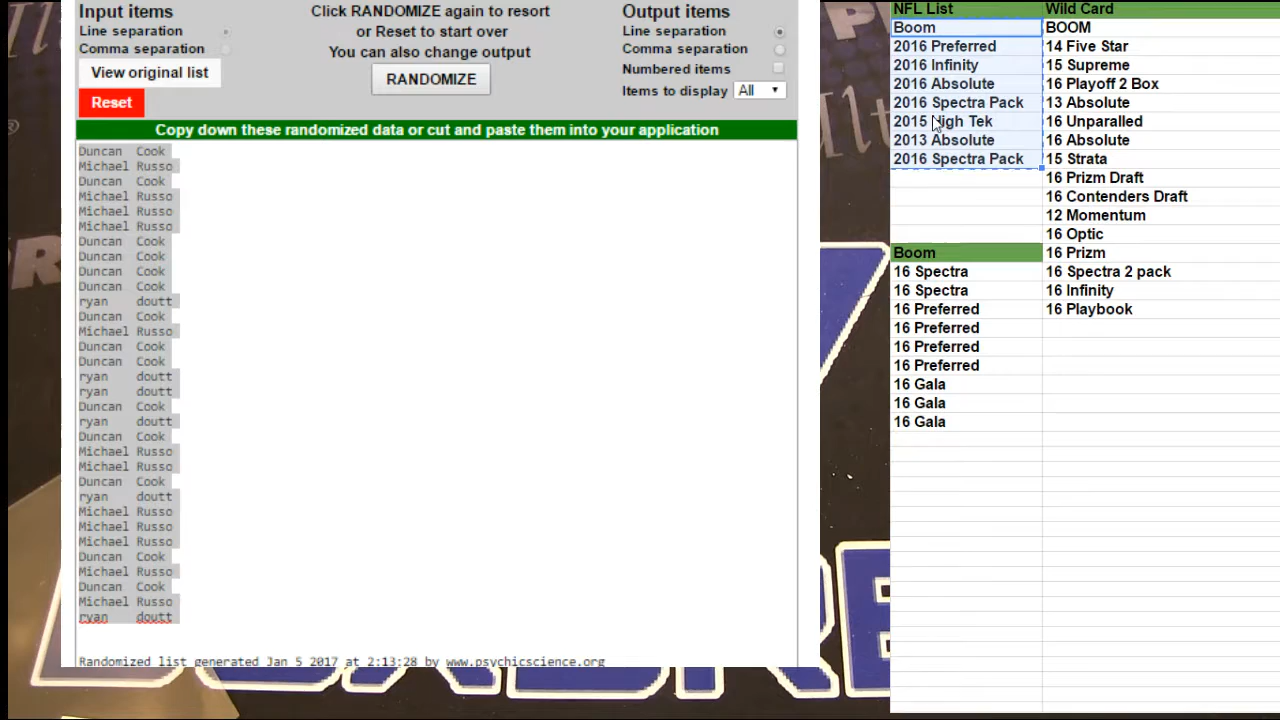 Input items
Line separation
Comma separation
View original list
Reset
Click RANDOMIZE again to resort
or Reset to start over
You can also change output
RANDOMIZE
Output items
Line separation
Comma separation
Numbered items
Items to display All
Copy down these randomized data or cut and paste them into your application
Duncan Cook
Michael Russo
Duncan Cook
Michael Russo
Michael Russo
Michael Russo
Duncan Cook
Duncan Cook
Duncan Cook
Duncan Cook
ryan doutt
Duncan Cook
Michael Russo
Duncan Cook
Duncan Cook
ryan doutt
ryan doutt
Duncan Cook
ryan doutt
Duncan Cook
Michael Russo
Michael Russo
Duncan Cook
ryan doutt
Michael Russo
Michael Russo
Michael Russo
Duncan Cook
Michael Russo
Duncan Cook
Michael Russo
ryan doutt
Randomized list generated Jan 5 2017 at 2:13:28 by www.psychicscience.org
NFL List Wild Card
Boom BOOM
2016 Preferred 14 Five Star
2016 Infinity 15 Supreme
2016 Absolute 16 Playoff 2 Box
2016 Spectra Pack 13 Absolute
2015 High Tek 16 Unparalled
2013 Absolute 16 Absolute
2016 Spectra Pack 15 Strata
16 Prizm Draft
16 Contenders Draft
12 Momentum
16 Optic
Boom 16 Prizm
16 Spectra 16 Spectra 2 pack
16 Spectra 16 Infinity
16 Preferred 16 Playbook
16 Preferred
16 Preferred
16 Preferred
16 Gala
16 Gala
16 Gala